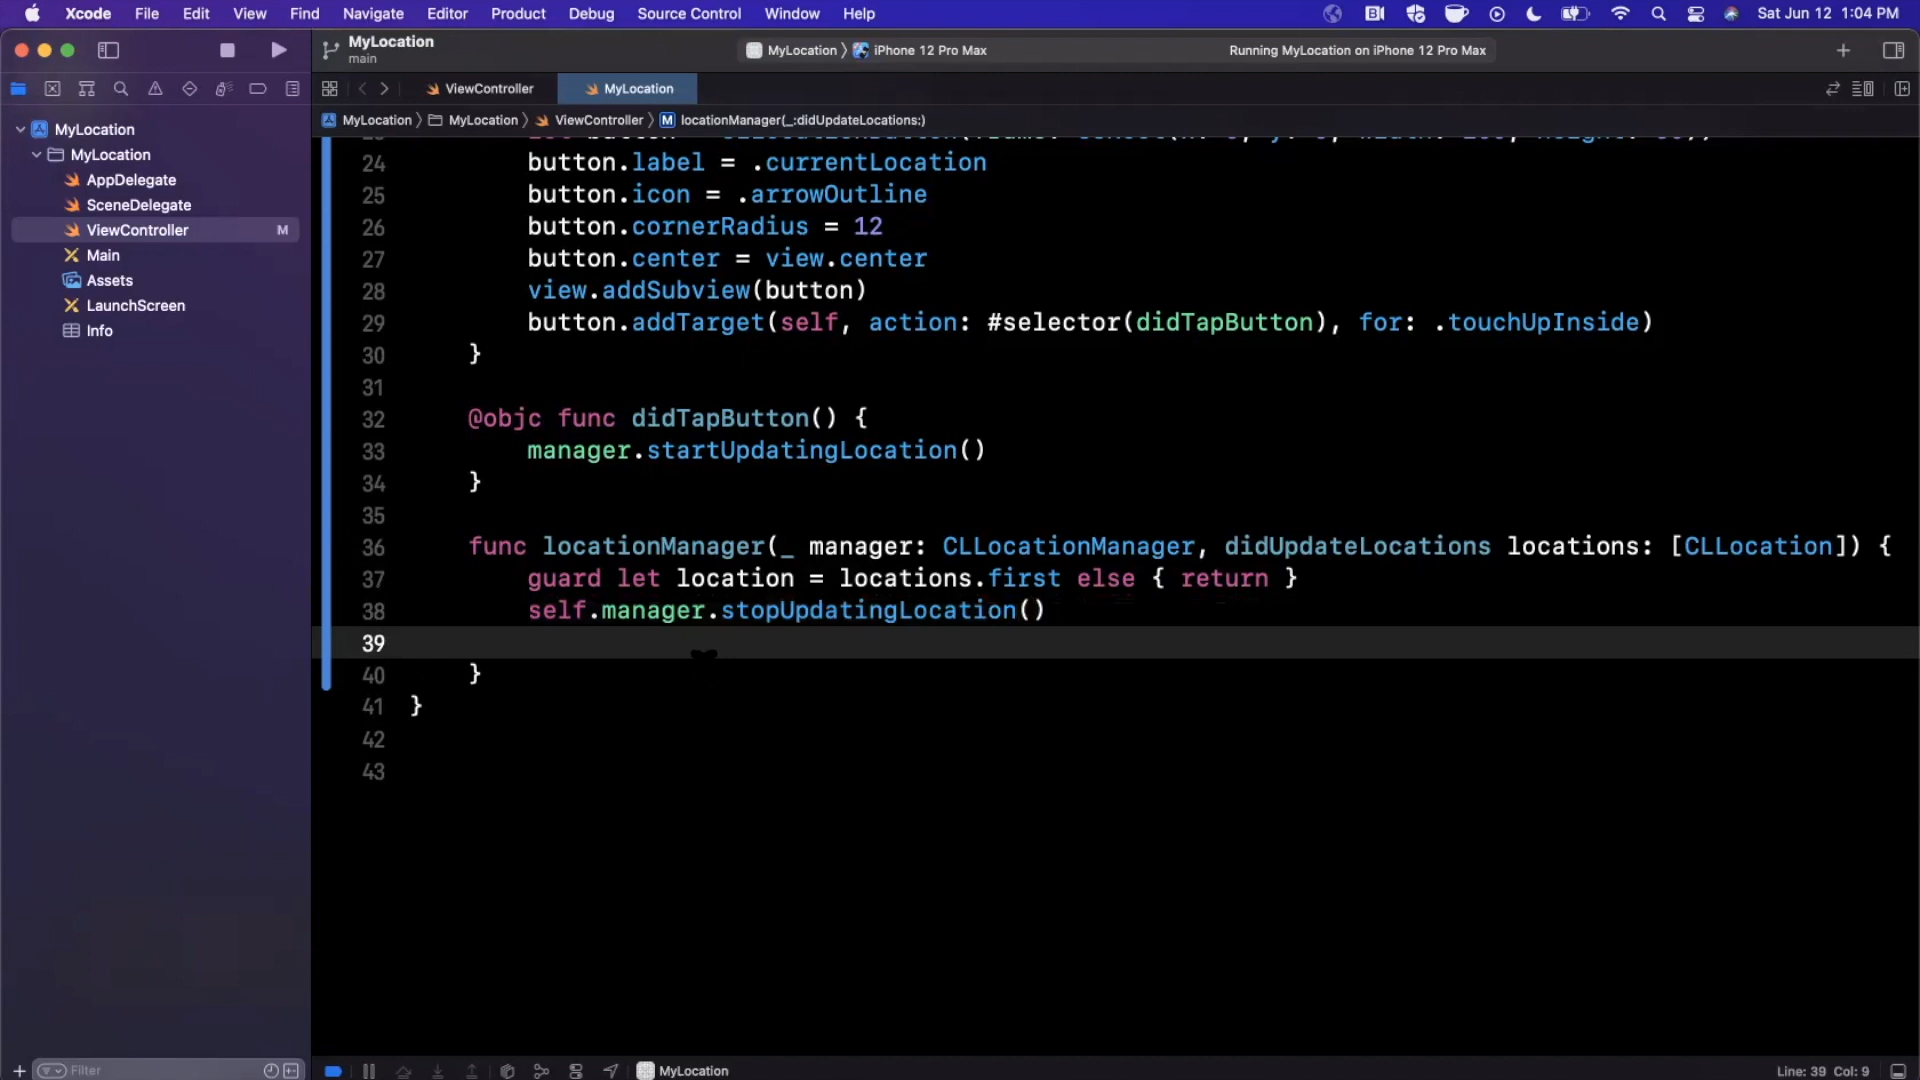 Xcode File Edit View Find Navigate Editor Product Debug Source Control Window Help Sat Jun 12 1:04 PM
MyLocation
main
MyLocation 〉 iPhone 12 Pro Max Running MyLocation on iPhone 12 Pro Max
ViewController MyLocation
MyLocation 〉 MyLocation 〉 ViewController 〉 M locationManager(_:didUpdateLocations:)
MyLocation
MyLocation
AppDelegate
SceneDelegate
ViewController M
Main
Assets
LaunchScreen
Info
24 button.label = .currentLocation
25 button.icon = .arrowOutline
26 button.cornerRadius = 12
27 button.center = view.center
28 view.addSubview(button)
29 button.addTarget(self, action: #selector(didTapButton), for: .touchUpInside)
30 }
31
32 @objc func didTapButton() {
33 manager.startUpdatingLocation()
34 }
35
36 func locationManager(_ manager: CLLocationManager, didUpdateLocations locations: [CLLocation]) {
37 guard let location = locations.first else { return }
38 self.manager.stopUpdatingLocation()
39
40 }
41 }
42
43
Filter
MyLocation
Line: 39 Col: 9